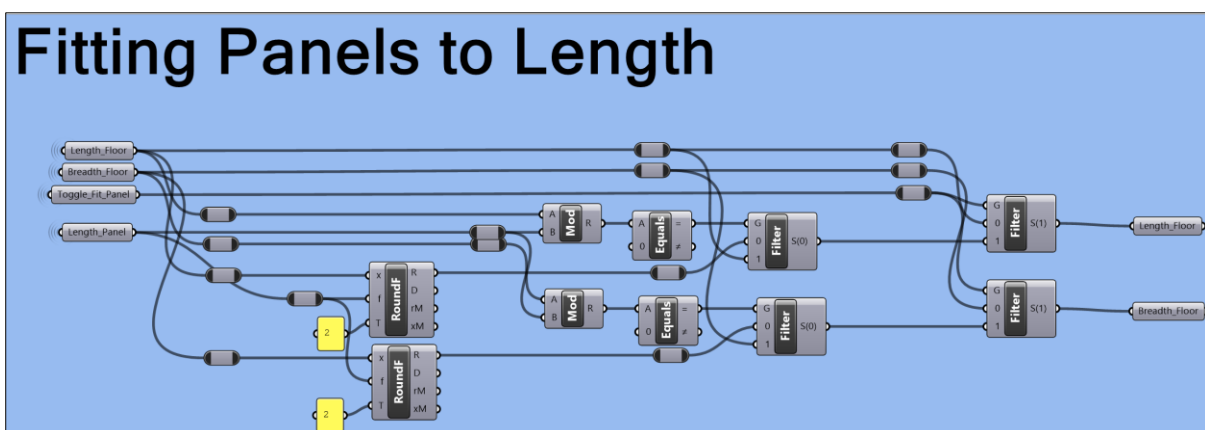 Fitting Panels to Length
Length_Floor
Breadth_Floor
Toggle_Fit_Panel
Length_Panel
A
B
Mod
R
A
0
Equals
=
≠
G
0
1
Filter
S(0)
G
0
1
Filter
S(1)
Length_Floor
x
f
T
RoundF
R
D
rM
xM
2
A
B
Mod
R
A
0
Equals
=
≠
G
0
1
Filter
S(0)
G
0
1
Filter
S(1)
Breadth_Floor
x
f
T
RoundF
R
D
rM
xM
2